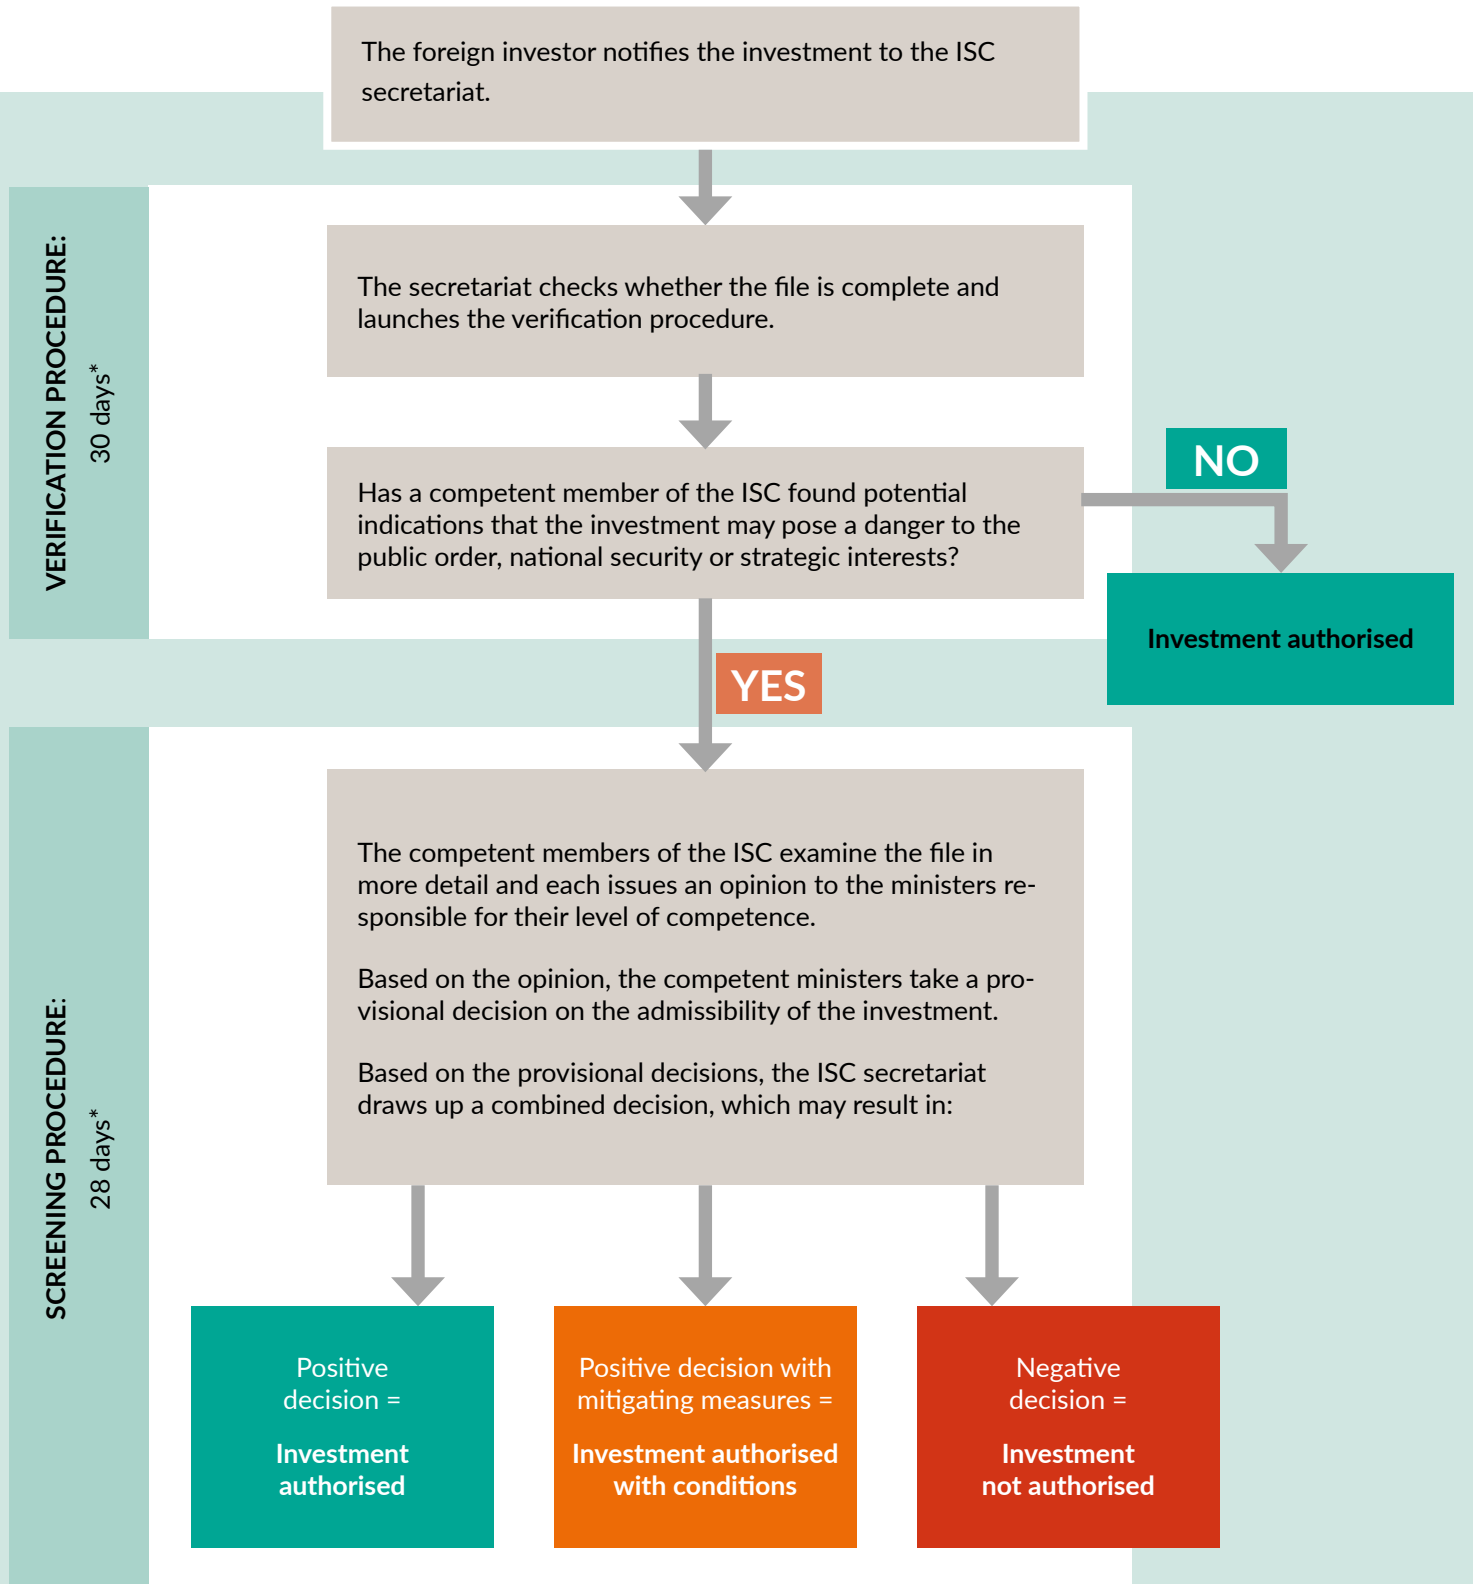 The foreign investor notifies the investment to the ISC
secretariat.
VERIFICATION PROCEDURE:
30 days*
The secretariat checks whether the file is complete and
launches the verification procedure.
Has a competent member of the ISC found potential
indications that the investment may pose a danger to the
public order, national security or strategic interests?
NO
Investment authorised
YES
SCREENING PROCEDURE:
28 days*
The competent members of the ISC examine the file in
more detail and each issues an opinion to the ministers re-
sponsible for their level of competence.
Based on the opinion, the competent ministers take a pro-
visional decision on the admissibility of the investment.
Based on the provisional decisions, the ISC secretariat
draws up a combined decision, which may result in:
Positive
decision =
Investment
authorised
Positive decision with
mitigating measures =
Investment authorised
with conditions
Negative
decision =
Investment
not authorised